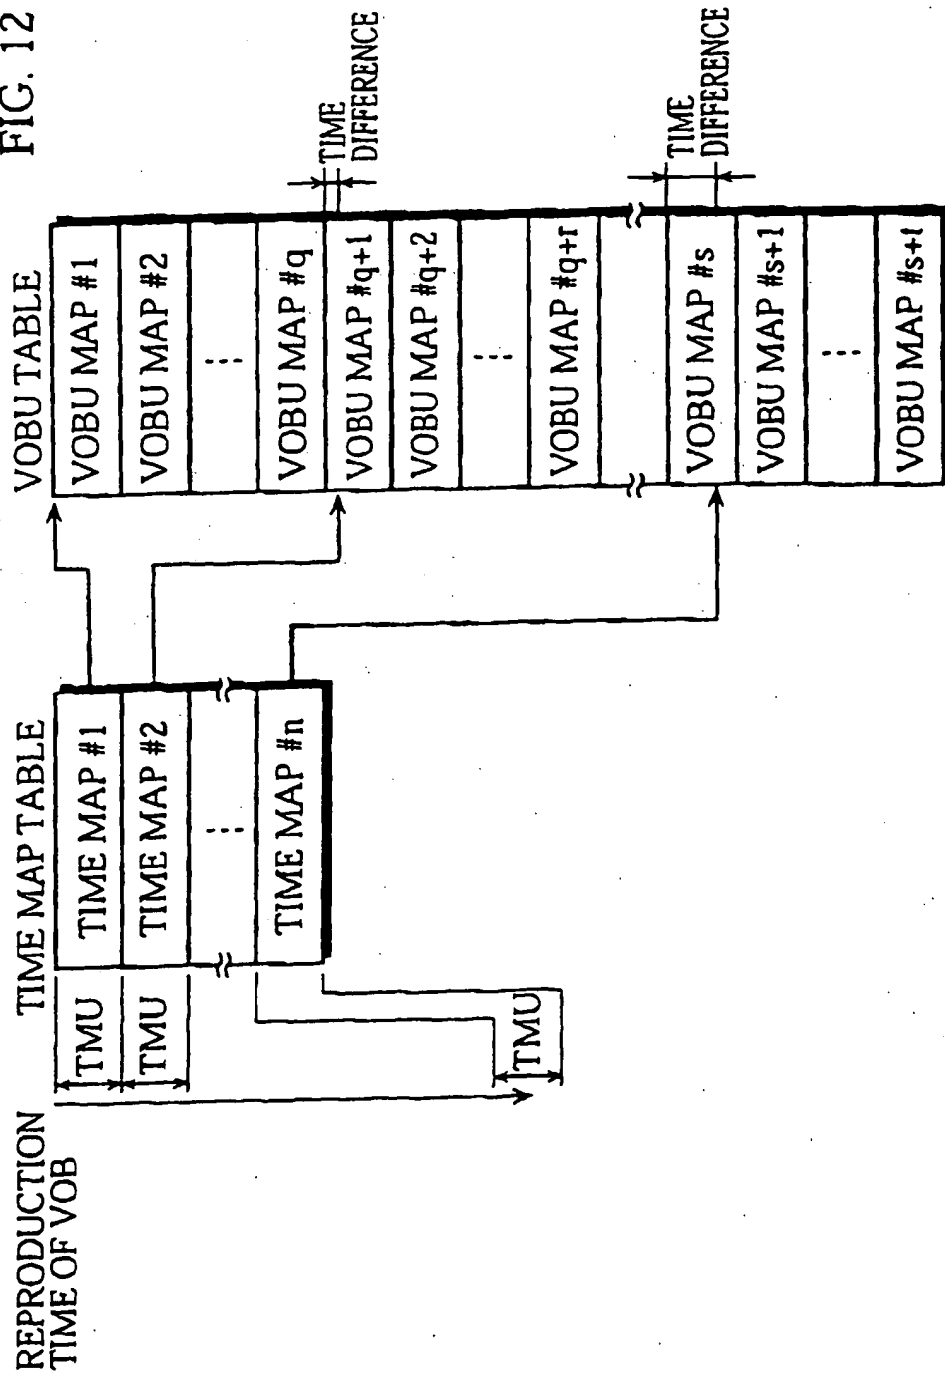 FIG. 12
REPRODUCTION
TIME OF VOB
TMU
TMU
TMU
TIME MAP TABLE
TIME MAP #1
TIME MAP #2
TIME MAP #n
VOBU TABLE
VOBU MAP #1
VOBU MAP #2
VOBU MAP #q
VOBU MAP #q+1
VOBU MAP #q+2
VOBU MAP #q+r
VOBU MAP #s
VOBU MAP #s+1
VOBU MAP #s+t
TIME
DIFFERENCE
TIME
DIFFERENCE